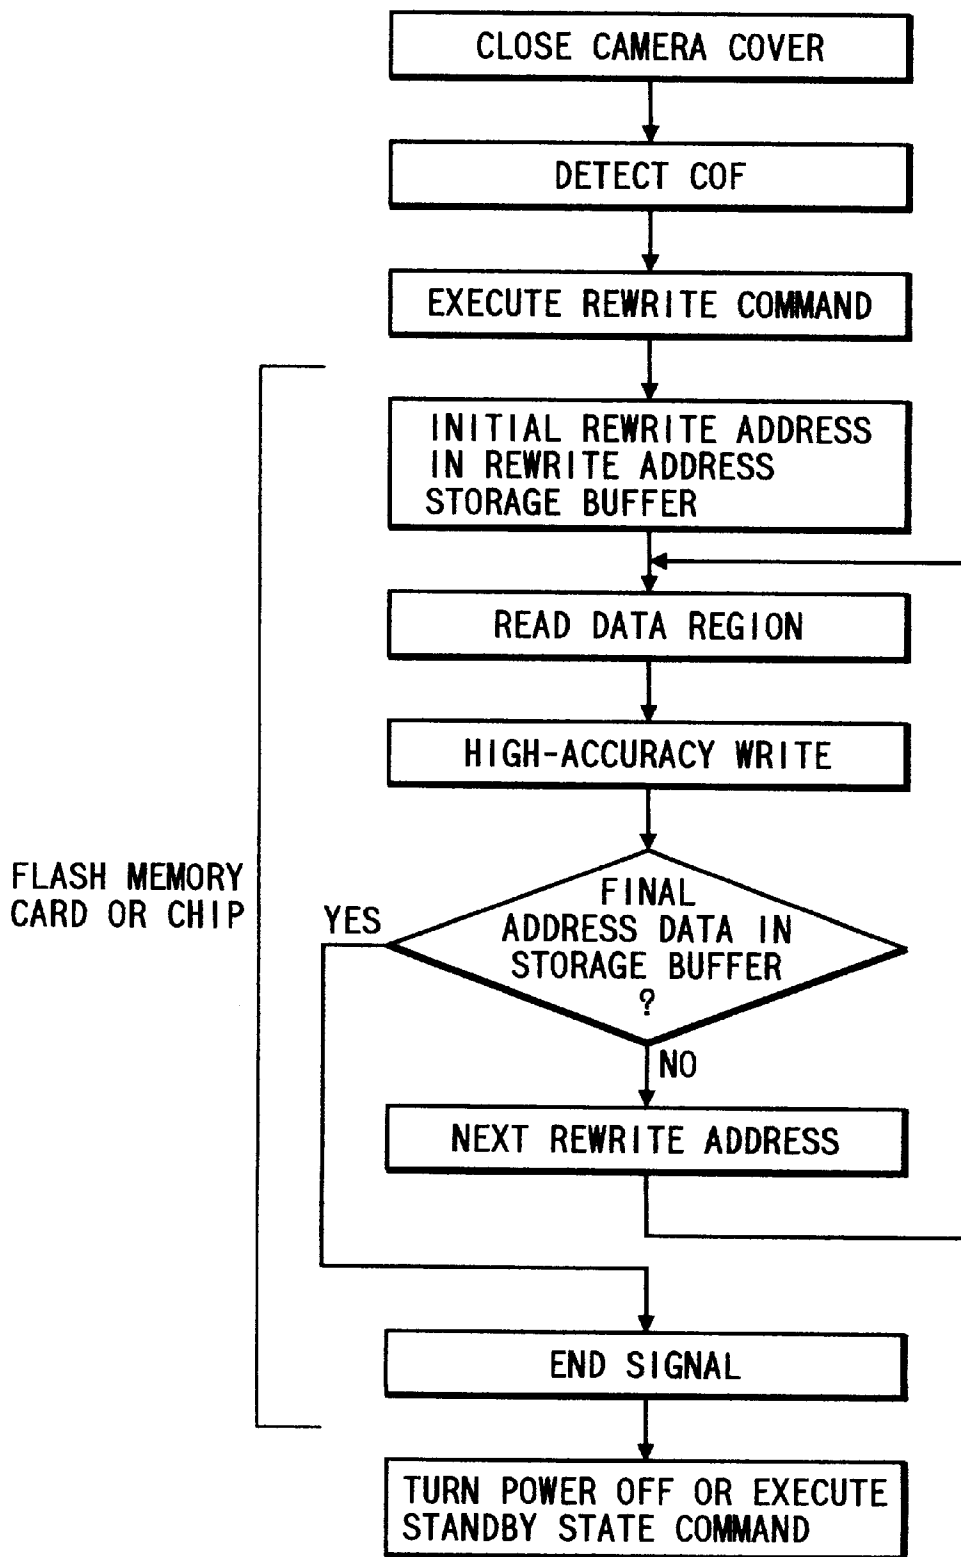 CLOSE CAMERA COVER
DETECT COF
EXECUTE REWRITE COMMAND
INITIAL REWRITE ADDRESS
IN REWRITE ADDRESS
STORAGE BUFFER
READ DATA REGION
HIGH-ACCURACY WRITE
FLASH MEMORY
CARD OR CHIP
YES
FINAL
ADDRESS DATA IN
STORAGE BUFFER
?
NO
NEXT REWRITE ADDRESS
END SIGNAL
TURN POWER OFF OR EXECUTE
STANDBY STATE COMMAND